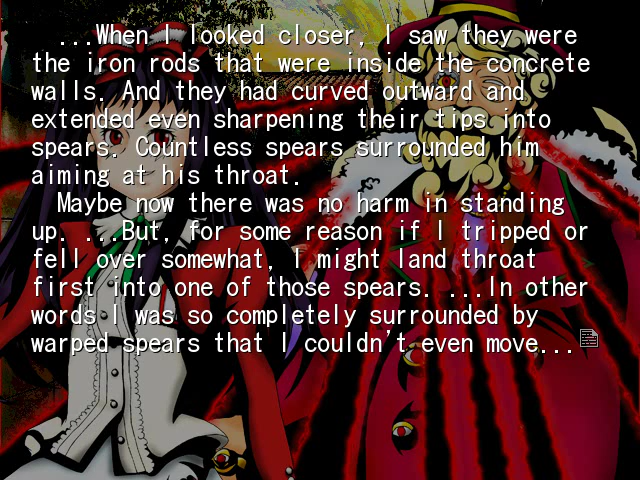 ...When I looked closer, I saw they were
the iron rods that were inside the concrete
walls. And they had curved outward and
extended even sharpening their tips into
spears. Countless spears surrounded him
aiming at his throat.
Maybe now there was no harm in standing
up. ...But, for some reason if I tripped or
fell over somewhat, I might land throat
first into one of those spears. ...In other
words I was so completely surrounded by
warped spears that I couldn't even move...